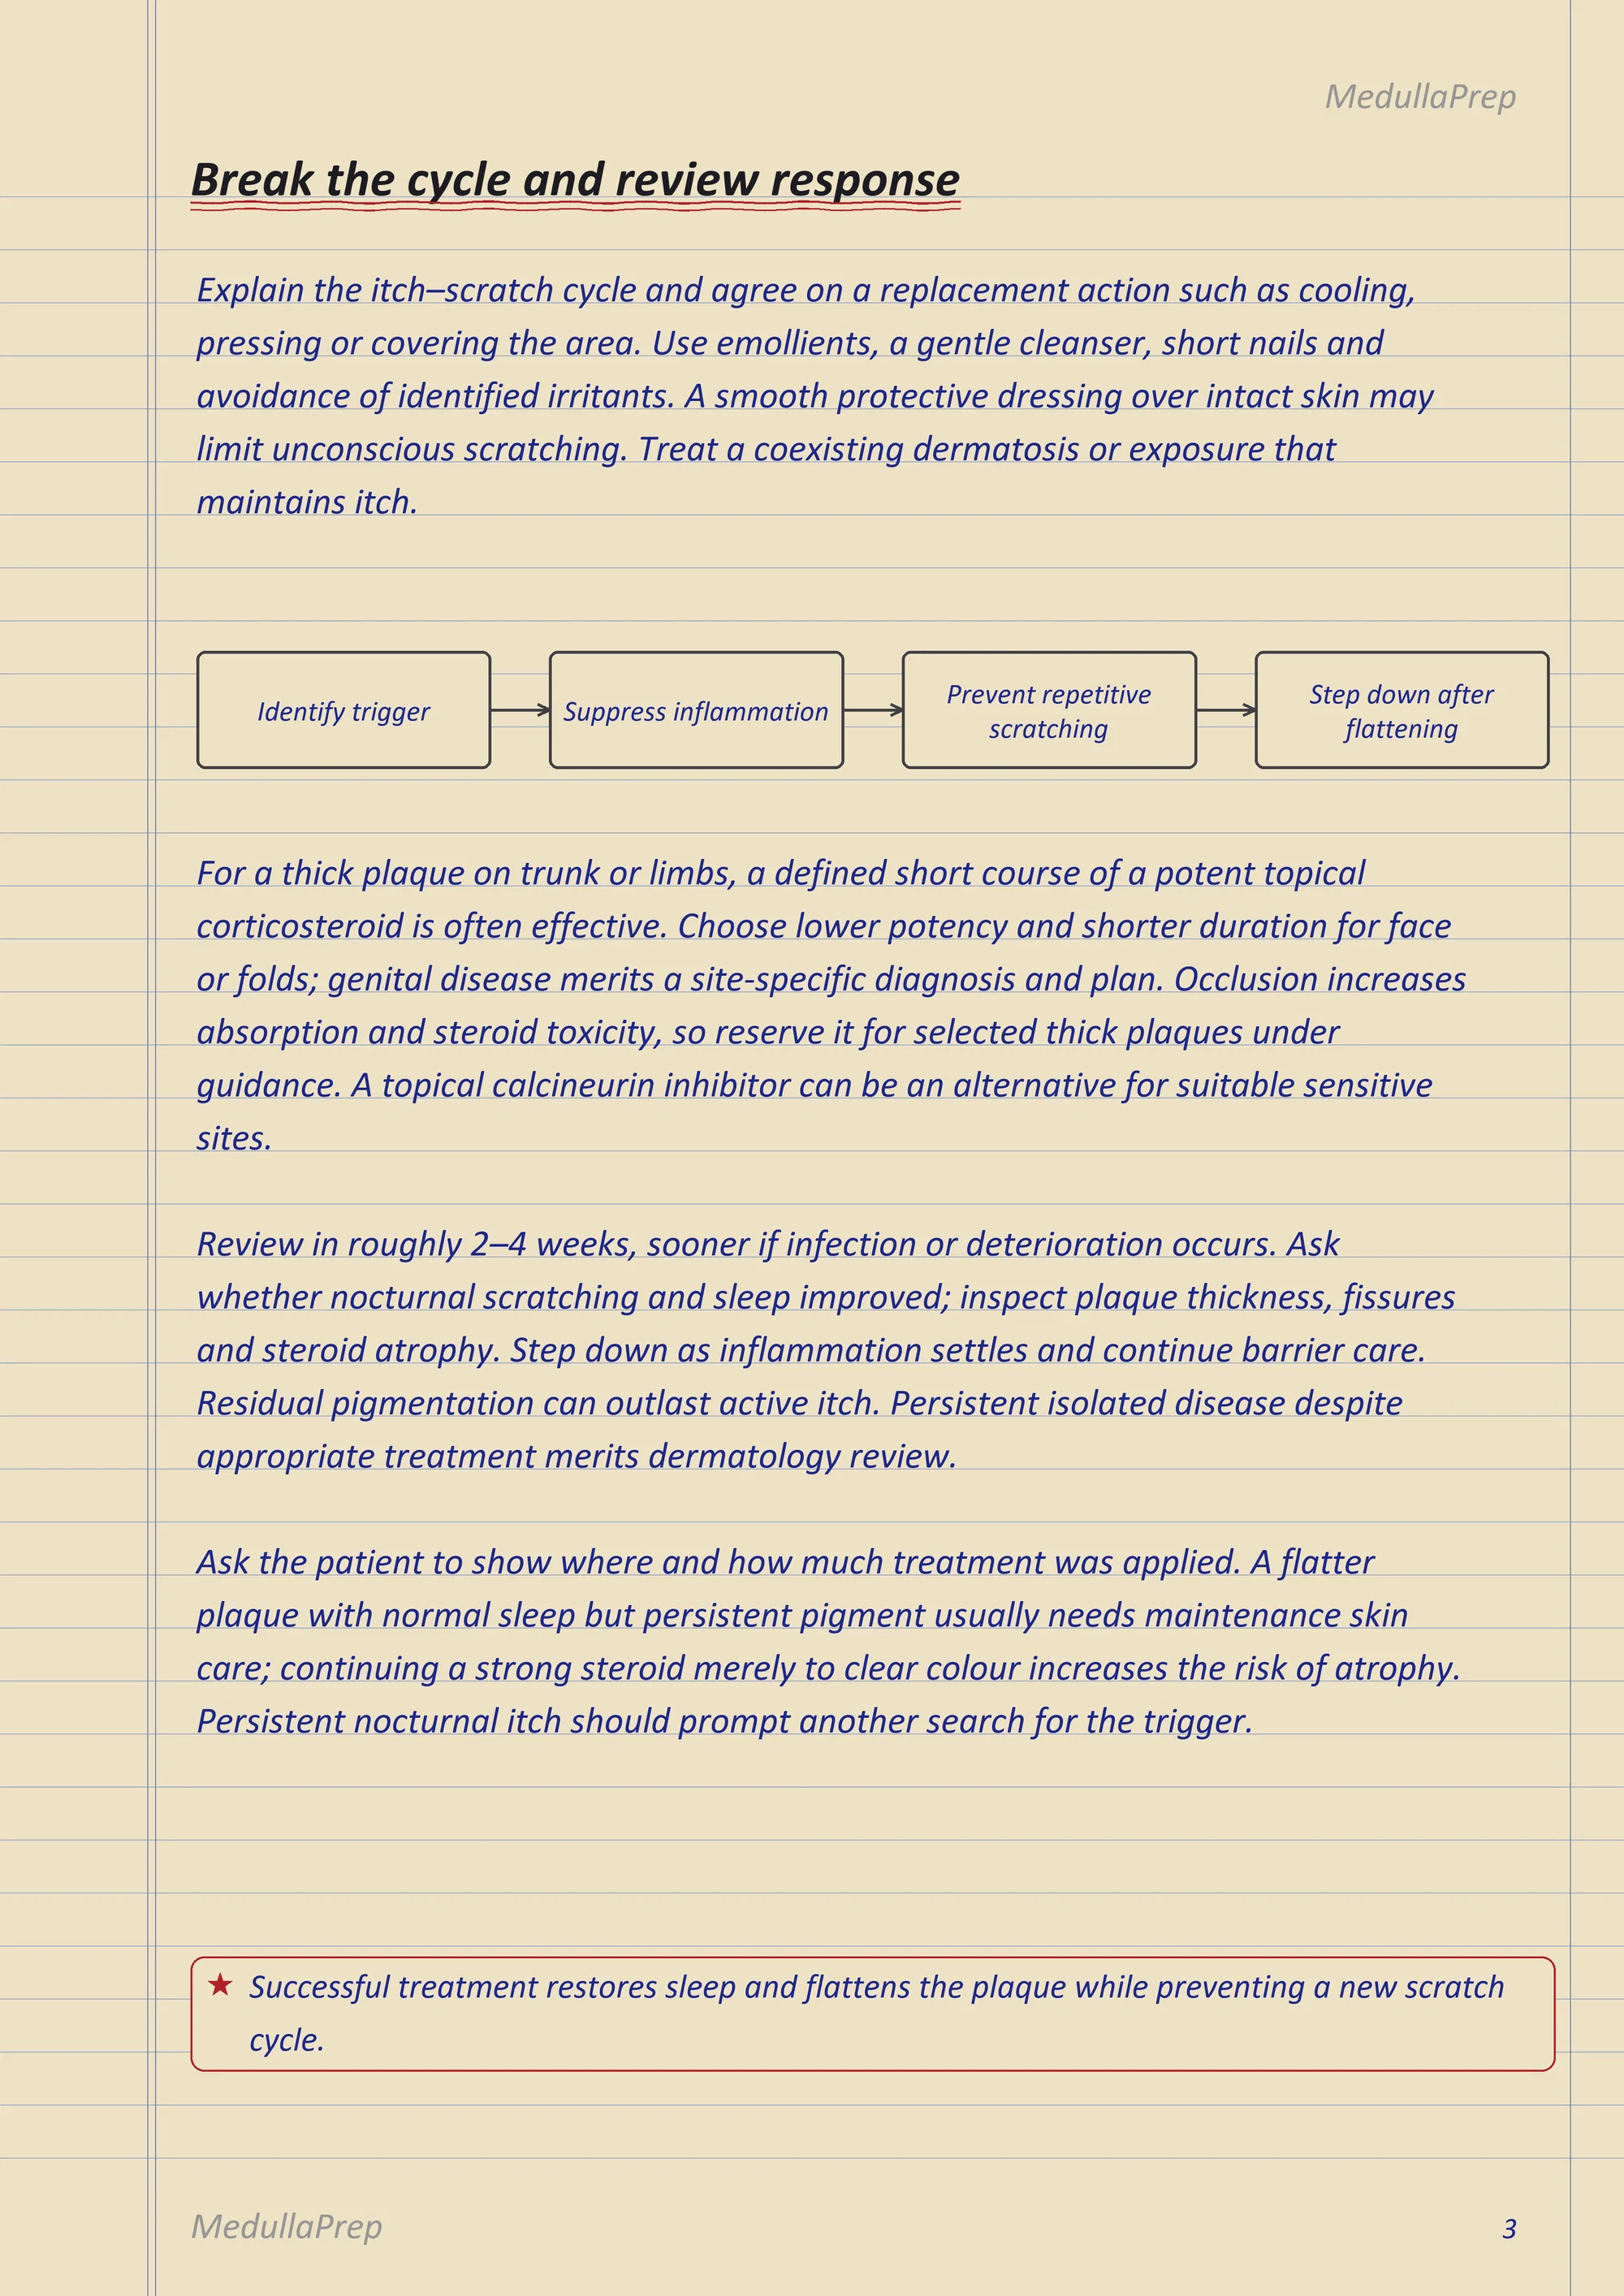 MedullaPrep
Break the cycle and review response
Explain the itch–scratch cycle and agree on a replacement action such as cooling,
pressing or covering the area. Use emollients, a gentle cleanser, short nails and
avoidance of identified irritants. A smooth protective dressing over intact skin may
limit unconscious scratching. Treat a coexisting dermatosis or exposure that
maintains itch.
Identify trigger
Suppress inflammation
Prevent repetitive
scratching
Step down after
flattening
For a thick plaque on trunk or limbs, a defined short course of a potent topical
corticosteroid is often effective. Choose lower potency and shorter duration for face
or folds; genital disease merits a site-specific diagnosis and plan. Occlusion increases
absorption and steroid toxicity, so reserve it for selected thick plaques under
guidance. A topical calcineurin inhibitor can be an alternative for suitable sensitive
sites.
Review in roughly 2–4 weeks, sooner if infection or deterioration occurs. Ask
whether nocturnal scratching and sleep improved; inspect plaque thickness, fissures
and steroid atrophy. Step down as inflammation settles and continue barrier care.
Residual pigmentation can outlast active itch. Persistent isolated disease despite
appropriate treatment merits dermatology review.
Ask the patient to show where and how much treatment was applied. A flatter
plaque with normal sleep but persistent pigment usually needs maintenance skin
care; continuing a strong steroid merely to clear colour increases the risk of atrophy.
Persistent nocturnal itch should prompt another search for the trigger.
★ Successful treatment restores sleep and flattens the plaque while preventing a new scratch
cycle.
MedullaPrep
3